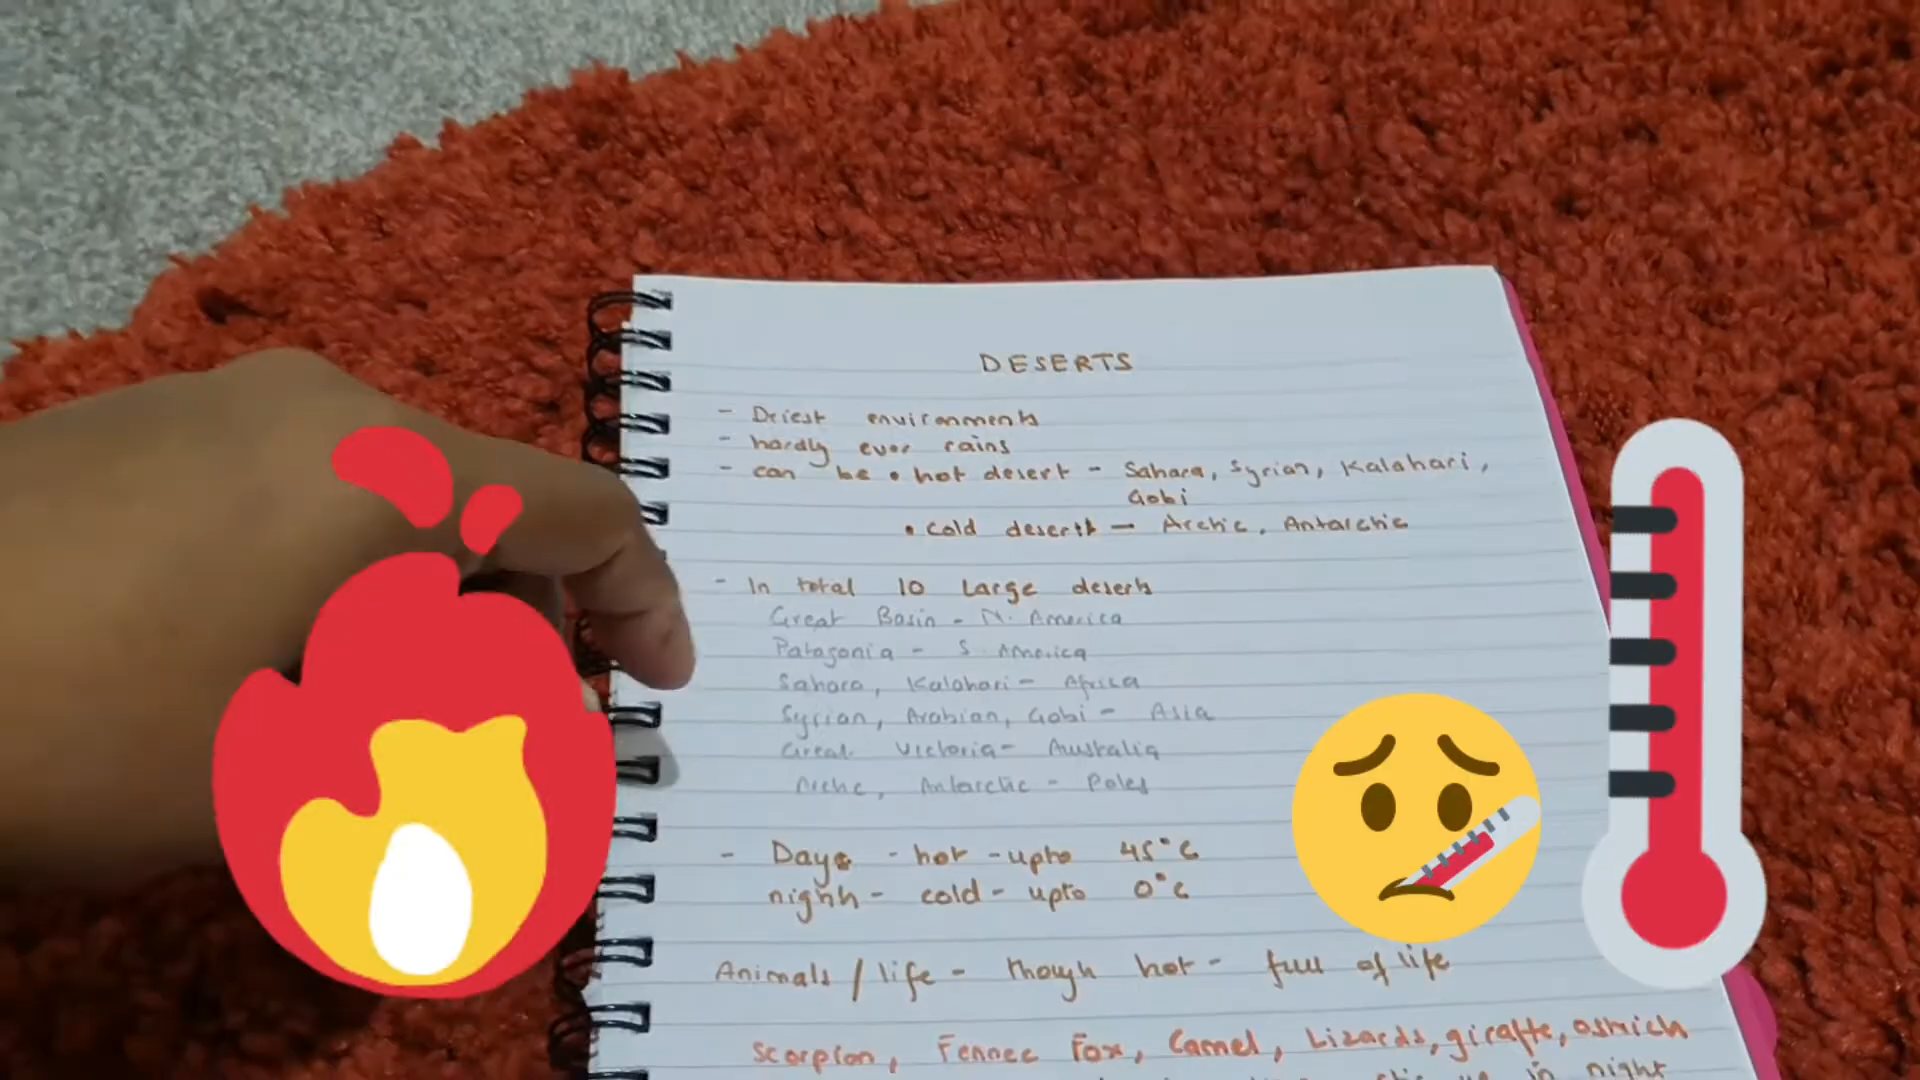 DESERTS
- Driest environments
- hardly ever rains
- can be • hot desert - Sahara, Syrian, Kalahari,
Gobi
• cold deserts - Arctic, Antarctic
- In total 10 Large deserts
Great Basin - N. America
Patagonia - S America
Sahara, Kalahari - Africa
Syrian, Arabian, Gobi - Asia
Great Victoria - Australia
Arctic, Antarctic - Poles
- Days - hot - upto 45°C
night - cold - upto 0°C
Animals / life - though hot - full of life
Scorpion, Fennec Fox, Camel, Lizards, giraffe, ostrich
in night